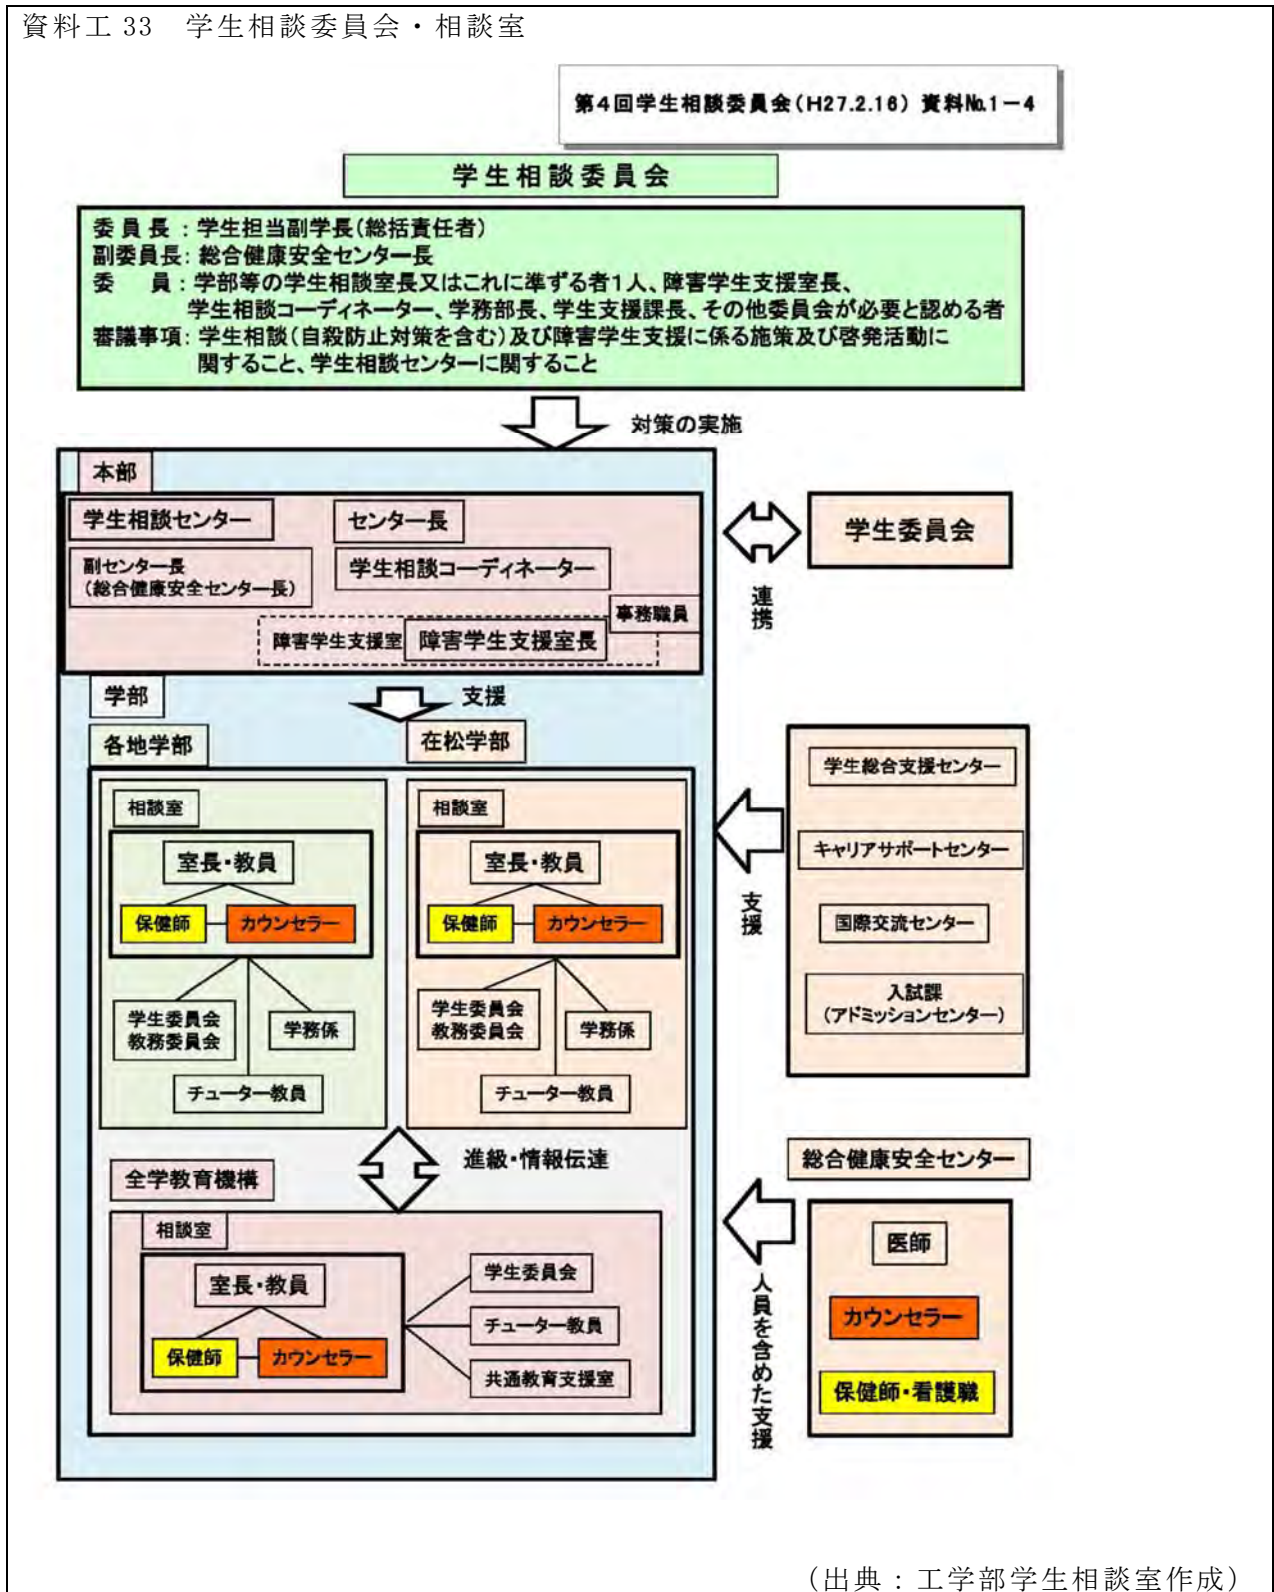 資料工33　学生相談委員会・相談室
第4回学生相談委員会(H27.2.16) 資料№1－4
学生相談委員会
委員長：学生担当副学長(総括責任者)
副委員長：総合健康安全センター長
委　　員：学部等の学生相談室長又はこれに準ずる者1人、障害学生支援室長、
学生相談コーディネーター、学務部長、学生支援課長、その他委員会が必要と認める者
審議事項：学生相談(自殺防止対策を含む)及び障害学生支援に係る施策及び啓発活動に
関すること、学生相談センターに関すること
対策の実施
本部
学生相談センター
センター長
副センター長
(総合健康安全センター長)
学生相談コーディネーター
事務職員
障害学生支援室
障害学生支援室長
学生委員会
連携
学部
支援
各地学部
在松学部
相談室
室長・教員
保健師
カウンセラー
学生委員会
教務委員会
学務係
チューター教員
相談室
室長・教員
保健師
カウンセラー
学生委員会
教務委員会
学務係
チューター教員
学生総合支援センター
キャリアサポートセンター
国際交流センター
入試課
(アドミッションセンター)
支援
進級・情報伝達
全学教育機構
相談室
室長・教員
保健師
カウンセラー
学生委員会
チューター教員
共通教育支援室
総合健康安全センター
医師
カウンセラー
保健師・看護職
人員を含めた支援
(出典：工学部学生相談室作成)